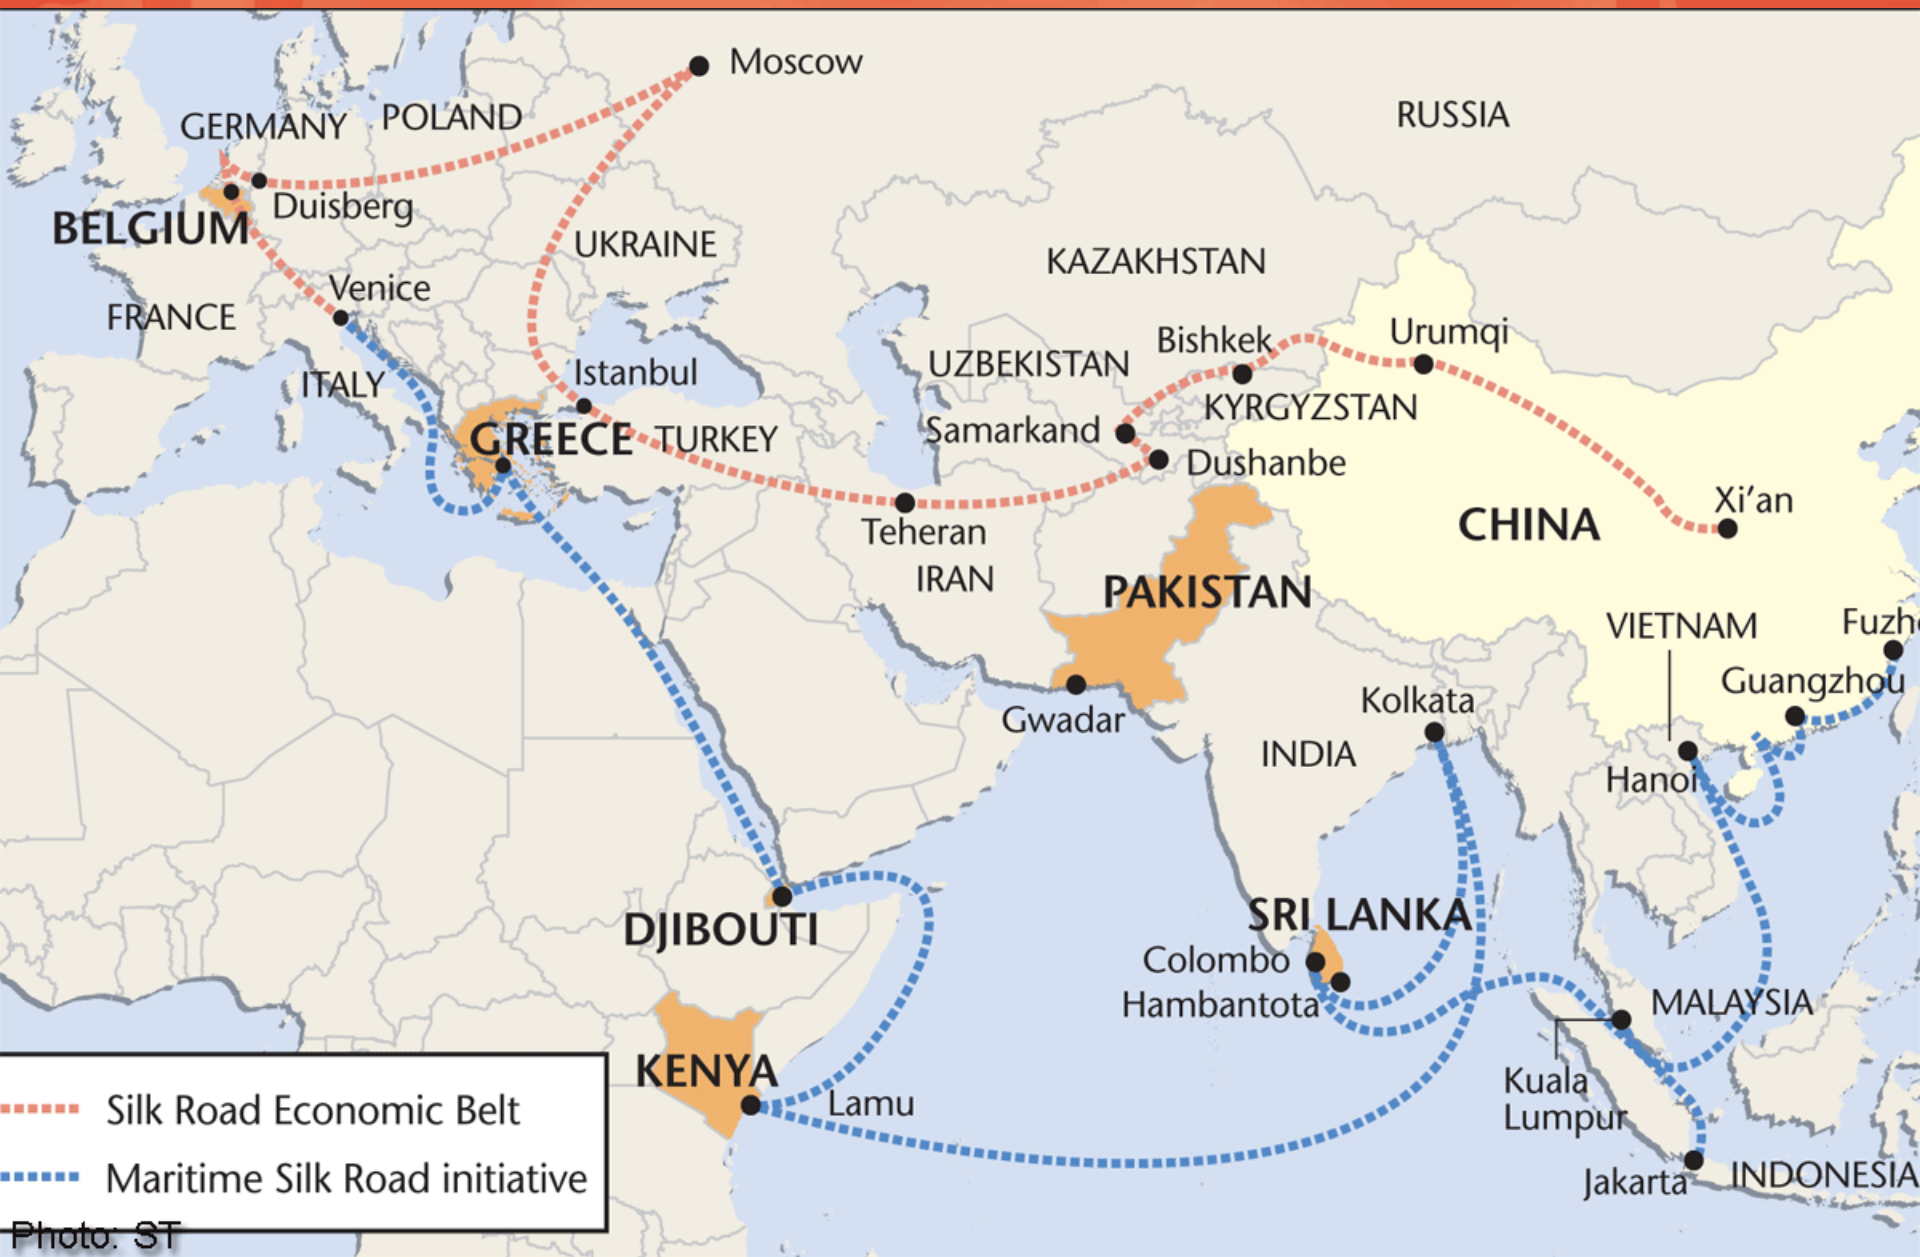 Moscow
RUSSIA
GERMANY
POLAND
Duisberg
BELGIUM
UKRAINE
KAZAKHSTAN
Venice
FRANCE
Bishkek
Urumqi
UZBEKISTAN
Istanbul
ITALY
KYRGYZSTAN
Samarkand
GREECE
TURKEY
Dushanbe
Xi'an
CHINA
Teheran
IRAN
PAKISTAN
VIETNAM
Fuzh
Guangzhou
Kolkata
Gwadar
INDIA
Hanoi
SRI LANKA
DJIBOUTI
Colombo
Hambantota
MALAYSIA
KENYA
Kuala
Lumpur
Lamu
Jakarta
INDONESIA
Silk Road Economic Belt
Maritime Silk Road initiative
Photo: ST